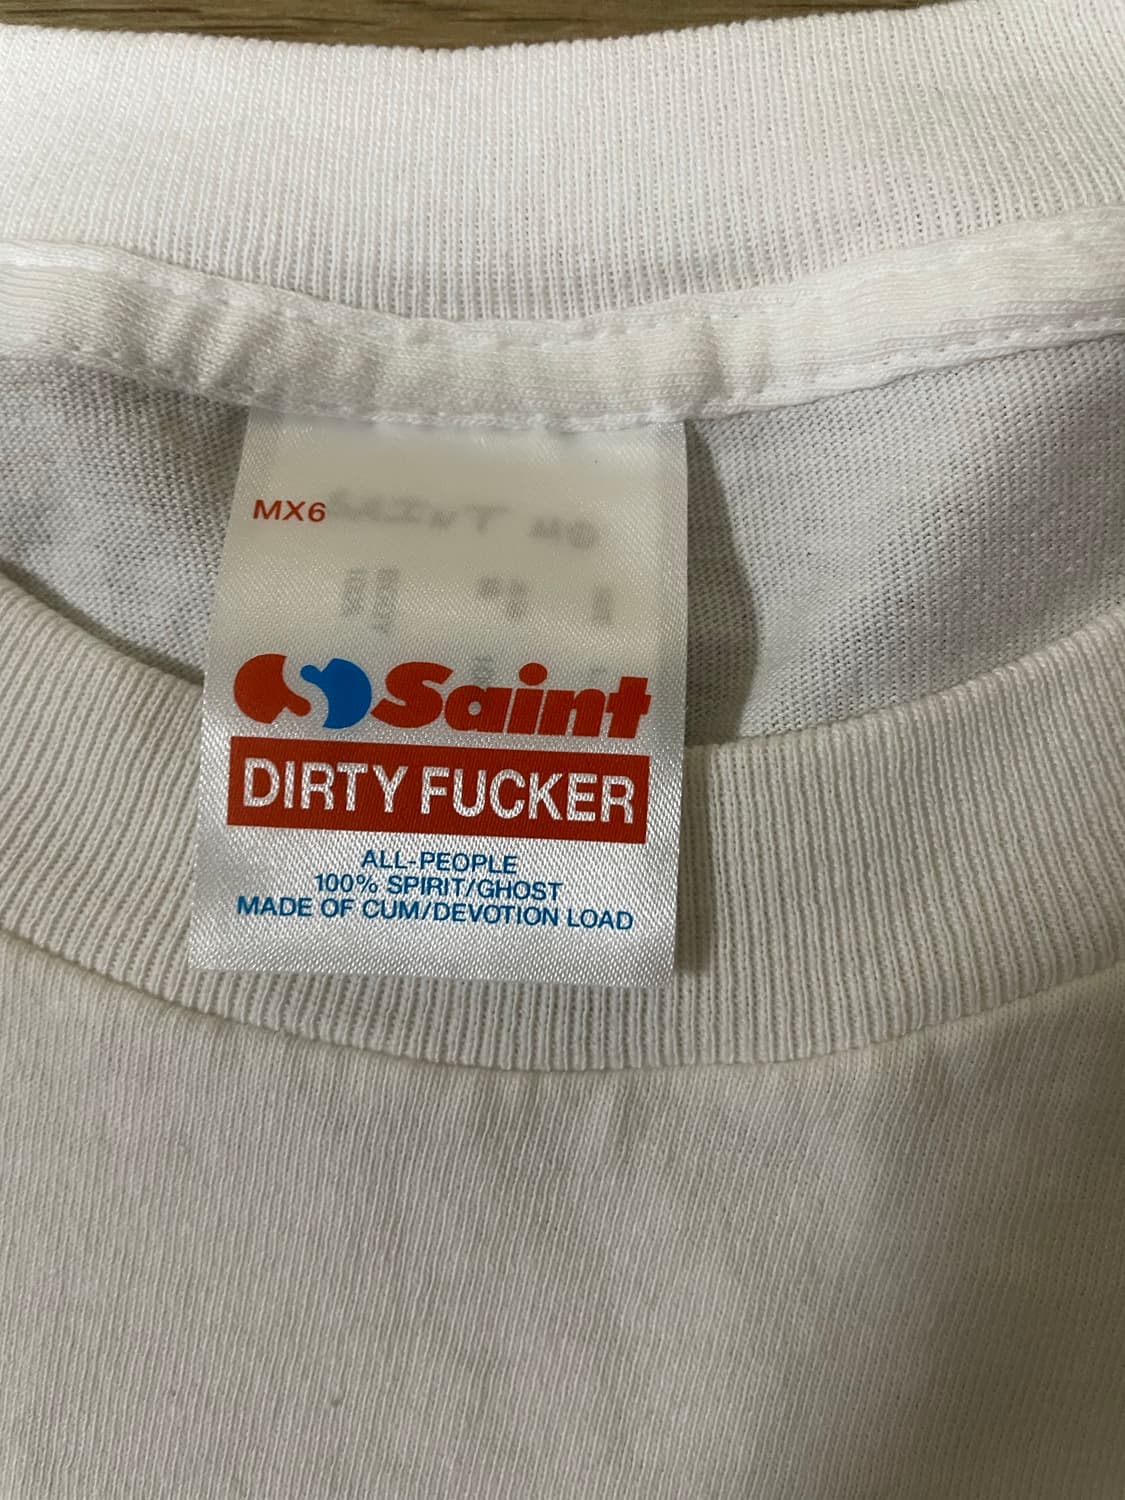 MX6
Saint
DIRTY FUCKER
ALL-PEOPLE
100% SPIRIT/GHOST
MADE OF CUM/DEVOTION LOAD